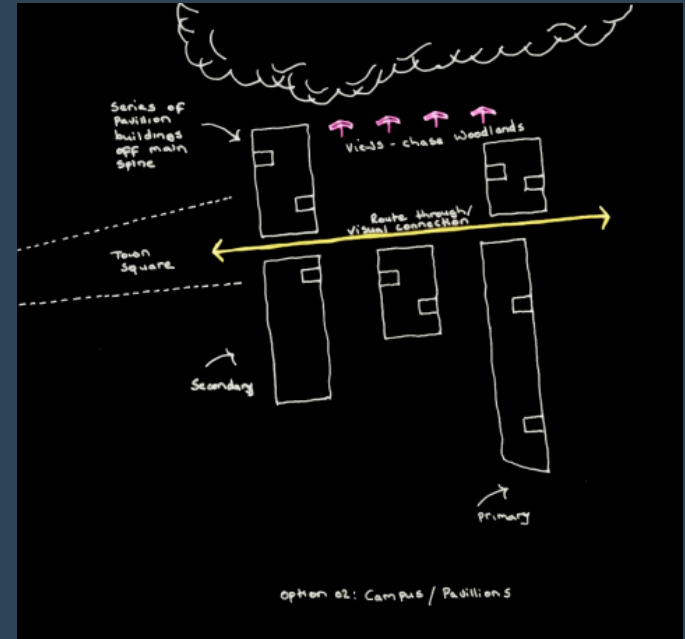 Series of
Pavillion
buildings
off main
Spine
Views - chase Woodlands
Route through/
visual connection
Town
Square
Secondary
Primary
Option 02: Campus / Pavillions